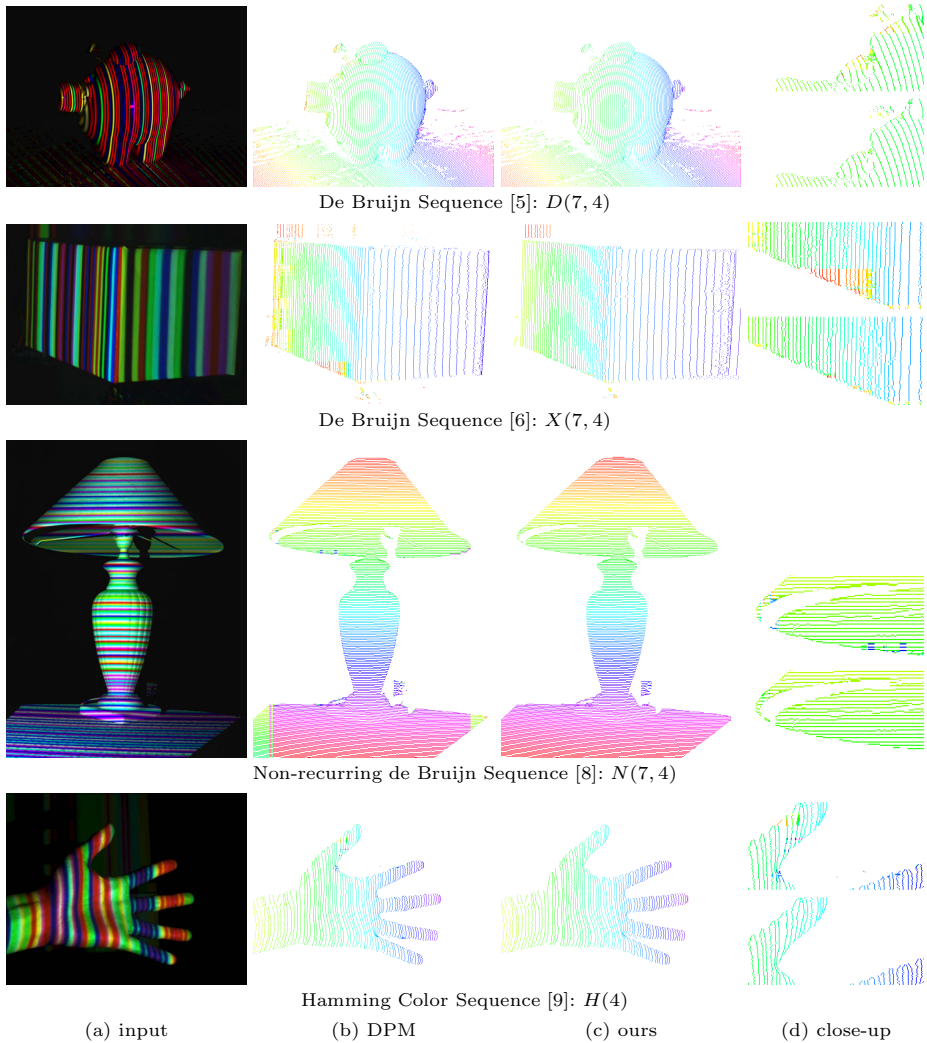 De Bruijn Sequence [5]: D(7, 4)
De Bruijn Sequence [6]: X(7, 4)
Non-recurring de Bruijn Sequence [8]: N(7, 4)
Hamming Color Sequence [9]: H(4)
(a) input (b) DPM (c) ours (d) close-up